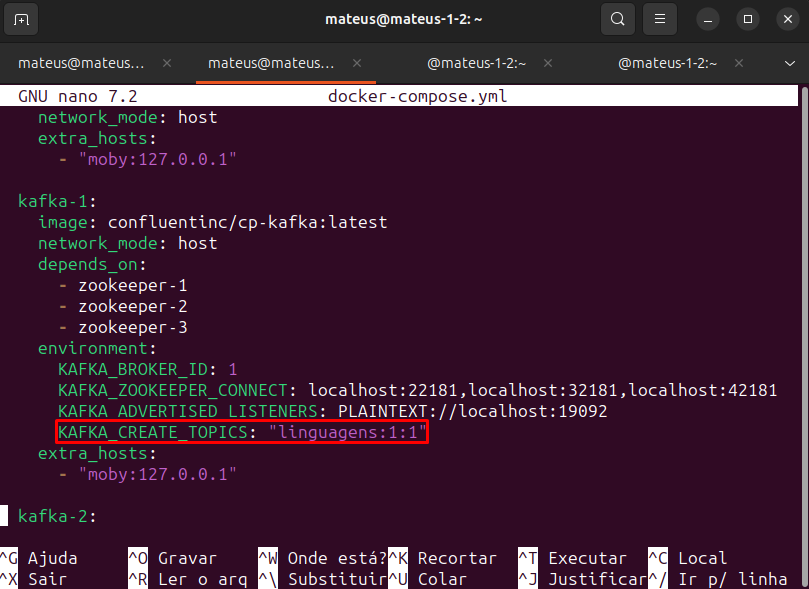 mateus@mateus-1-2: ~
mateus@mateus... × mateus@mateus... × @mateus-1-2:~ × @mateus-1-2:~ ×
GNU nano 7.2 docker-compose.yml
network_mode: host
extra_hosts:
- "moby:127.0.0.1"
kafka-1:
image: confluentinc/cp-kafka:latest
network_mode: host
depends_on:
- zookeeper-1
- zookeeper-2
- zookeeper-3
environment:
KAFKA_BROKER_ID: 1
KAFKA_ZOOKEEPER_CONNECT: localhost:22181,localhost:32181,localhost:42181
KAFKA_ADVERTISED_LISTENERS: PLAINTEXT://localhost:19092
KAFKA_CREATE_TOPICS: "linguagens:1:1"
extra_hosts:
- "moby:127.0.0.1"
kafka-2:
^G Ajuda ^O Gravar ^W Onde está? ^K Recortar ^T Executar ^C Local
^X Sair ^R Ler o arq ^\ Substituir ^U Colar ^J Justificar ^/ Ir p/ linha